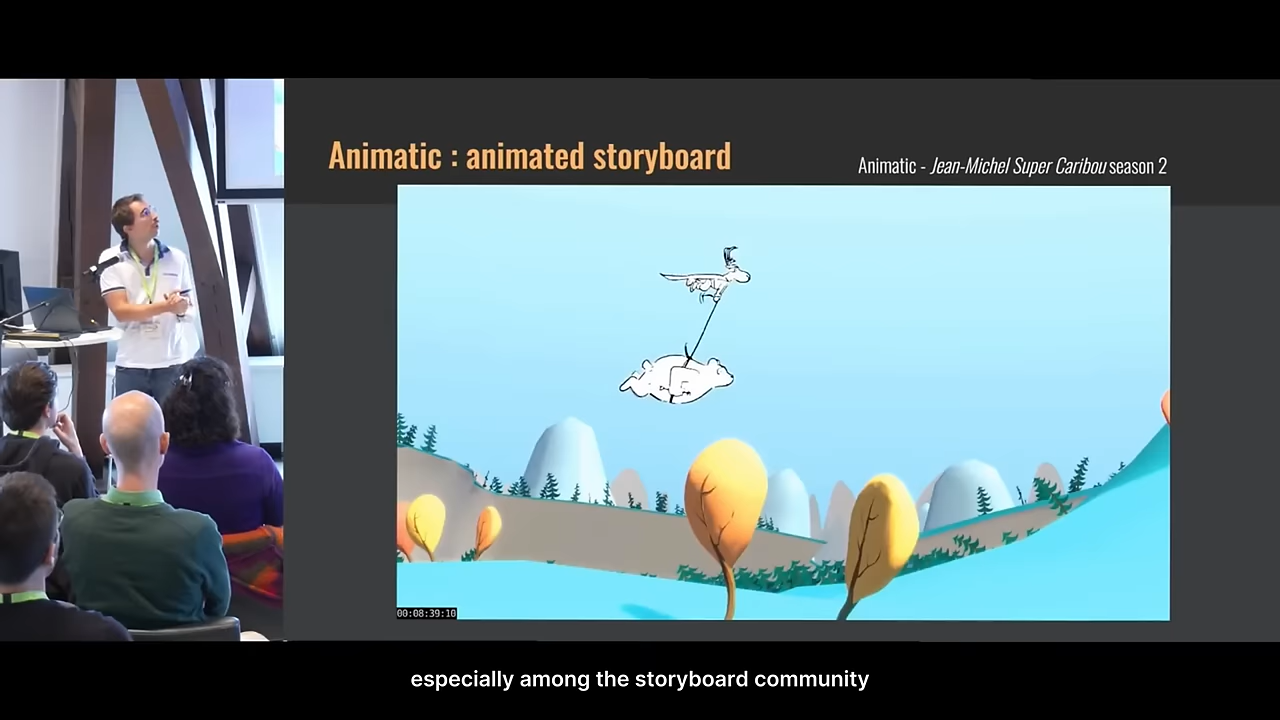 Animatic : animated storyboard
Animatic - Jean-Michel Super Caribou season 2
00:08:39:10
especially among the storyboard community